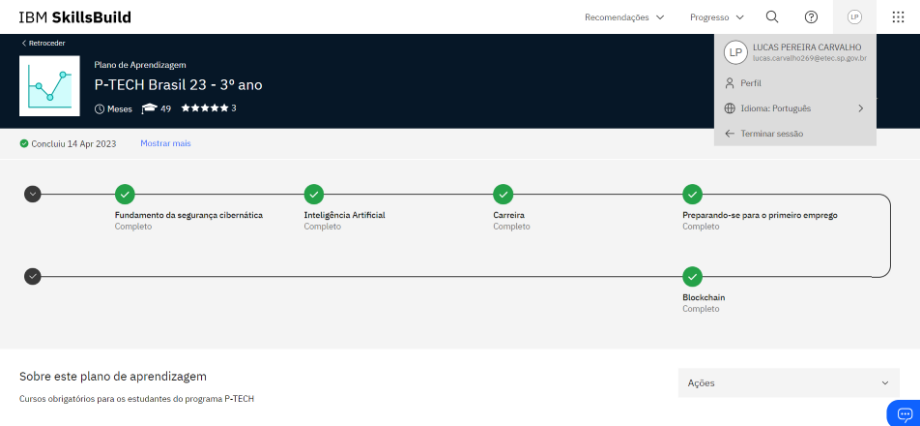 IBM SkillsBuild
Recomendações
Progresso
LP
Retroceder
LP
LUCAS PEREIRA CARVALHO
lucas.carvalho269@etec.sp.gov.br
Perfil
Idioma: Português
Terminar sessão
Plano de Aprendizagem
P-TECH Brasil 23 - 3º ano
Meses 49 3
Concluiu 14 Apr 2023 Mostrar mais
Fundamento da segurança cibernática
Completo
Inteligência Artificial
Completo
Carreira
Completo
Preparando-se para o primeiro emprego
Completo
Blockchain
Completo
Sobre este plano de aprendizagem
Cursos obrigatórios para os estudantes do programa P-TECH
Ações